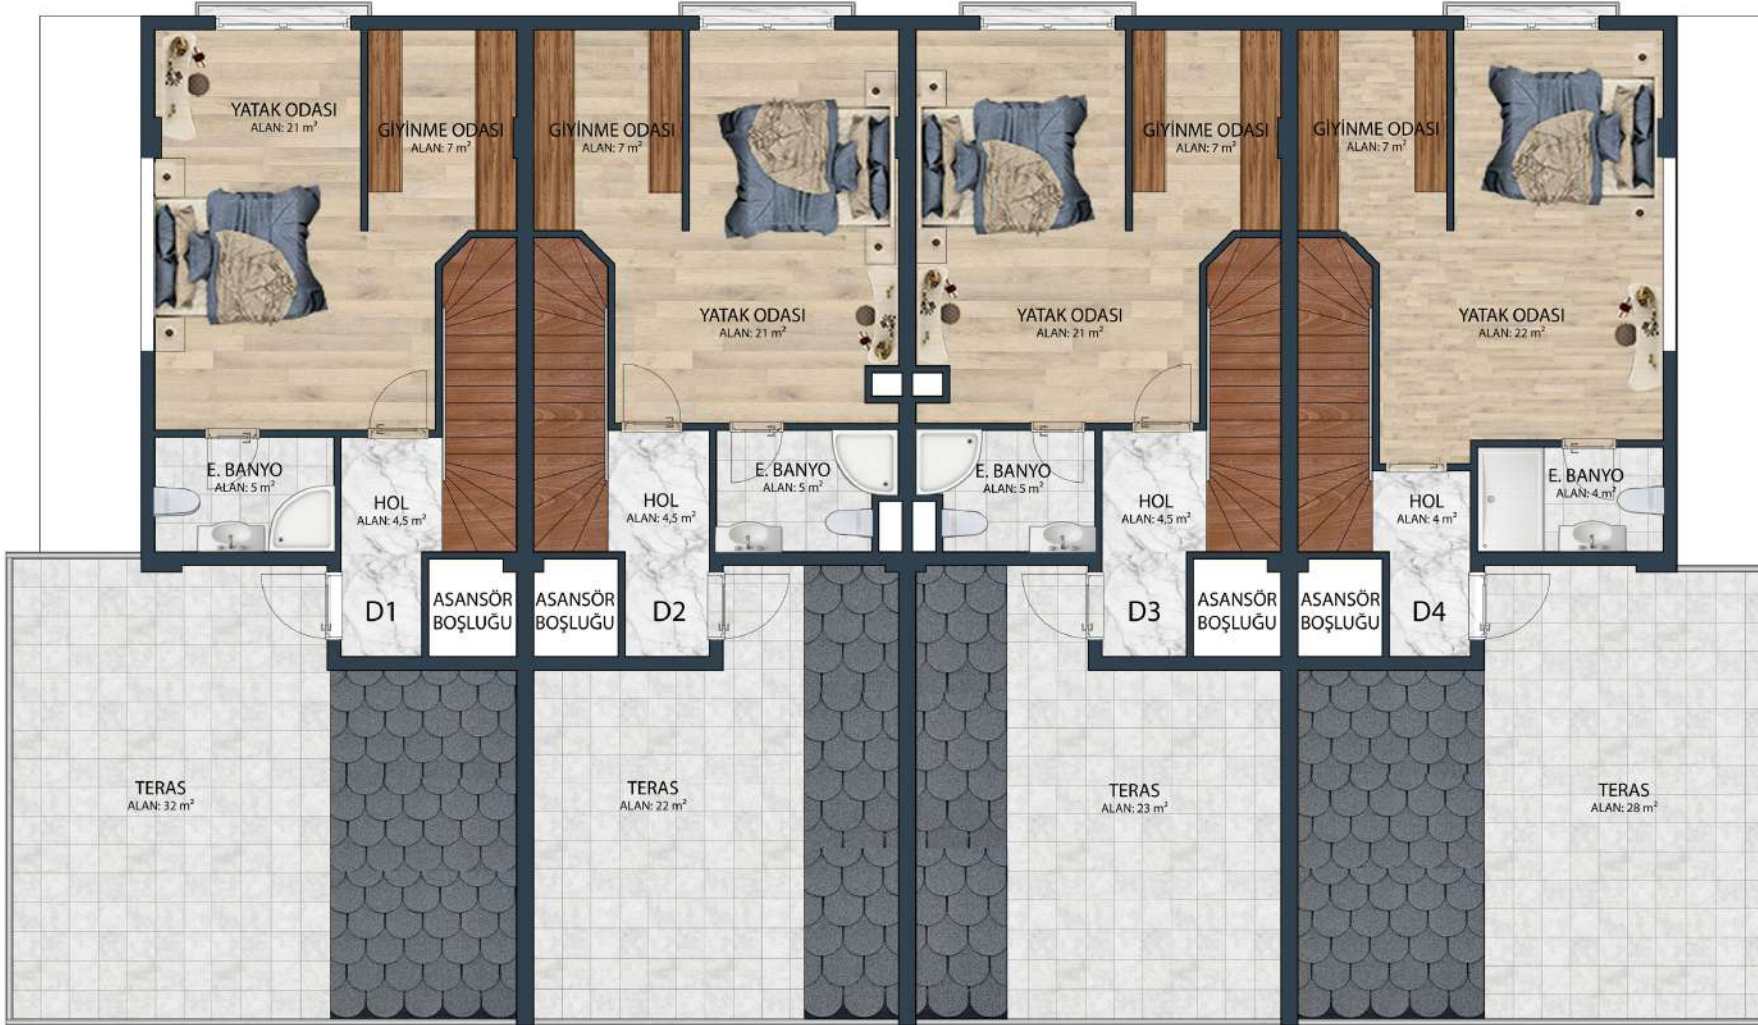 YATAK ODASI
ALAN: 21 m²
GİYİNME ODASI
ALAN: 7 m²
GİYİNME ODASI
ALAN: 7 m²
GİYİNME ODASI
ALAN: 7 m²
GİYİNME ODASI
ALAN: 7 m²
YATAK ODASI
ALAN: 21 m²
YATAK ODASI
ALAN: 21 m²
YATAK ODASI
ALAN: 22 m²
E. BANYO
ALAN: 5 m²
HOL
ALAN: 4,5 m²
HOL
ALAN: 4,5 m²
E. BANYO
ALAN: 5 m²
E. BANYO
ALAN: 5 m²
HOL
ALAN: 4,5 m²
HOL
ALAN: 4 m²
E. BANYO
ALAN: 4 m²
D1
ASANSÖR
BOŞLUĞU
ASANSÖR
BOŞLUĞU
D2
D3
ASANSÖR
BOŞLUĞU
ASANSÖR
BOŞLUĞU
D4
TERAS
ALAN: 32 m²
TERAS
ALAN: 22 m²
TERAS
ALAN: 23 m²
TERAS
ALAN: 28 m²